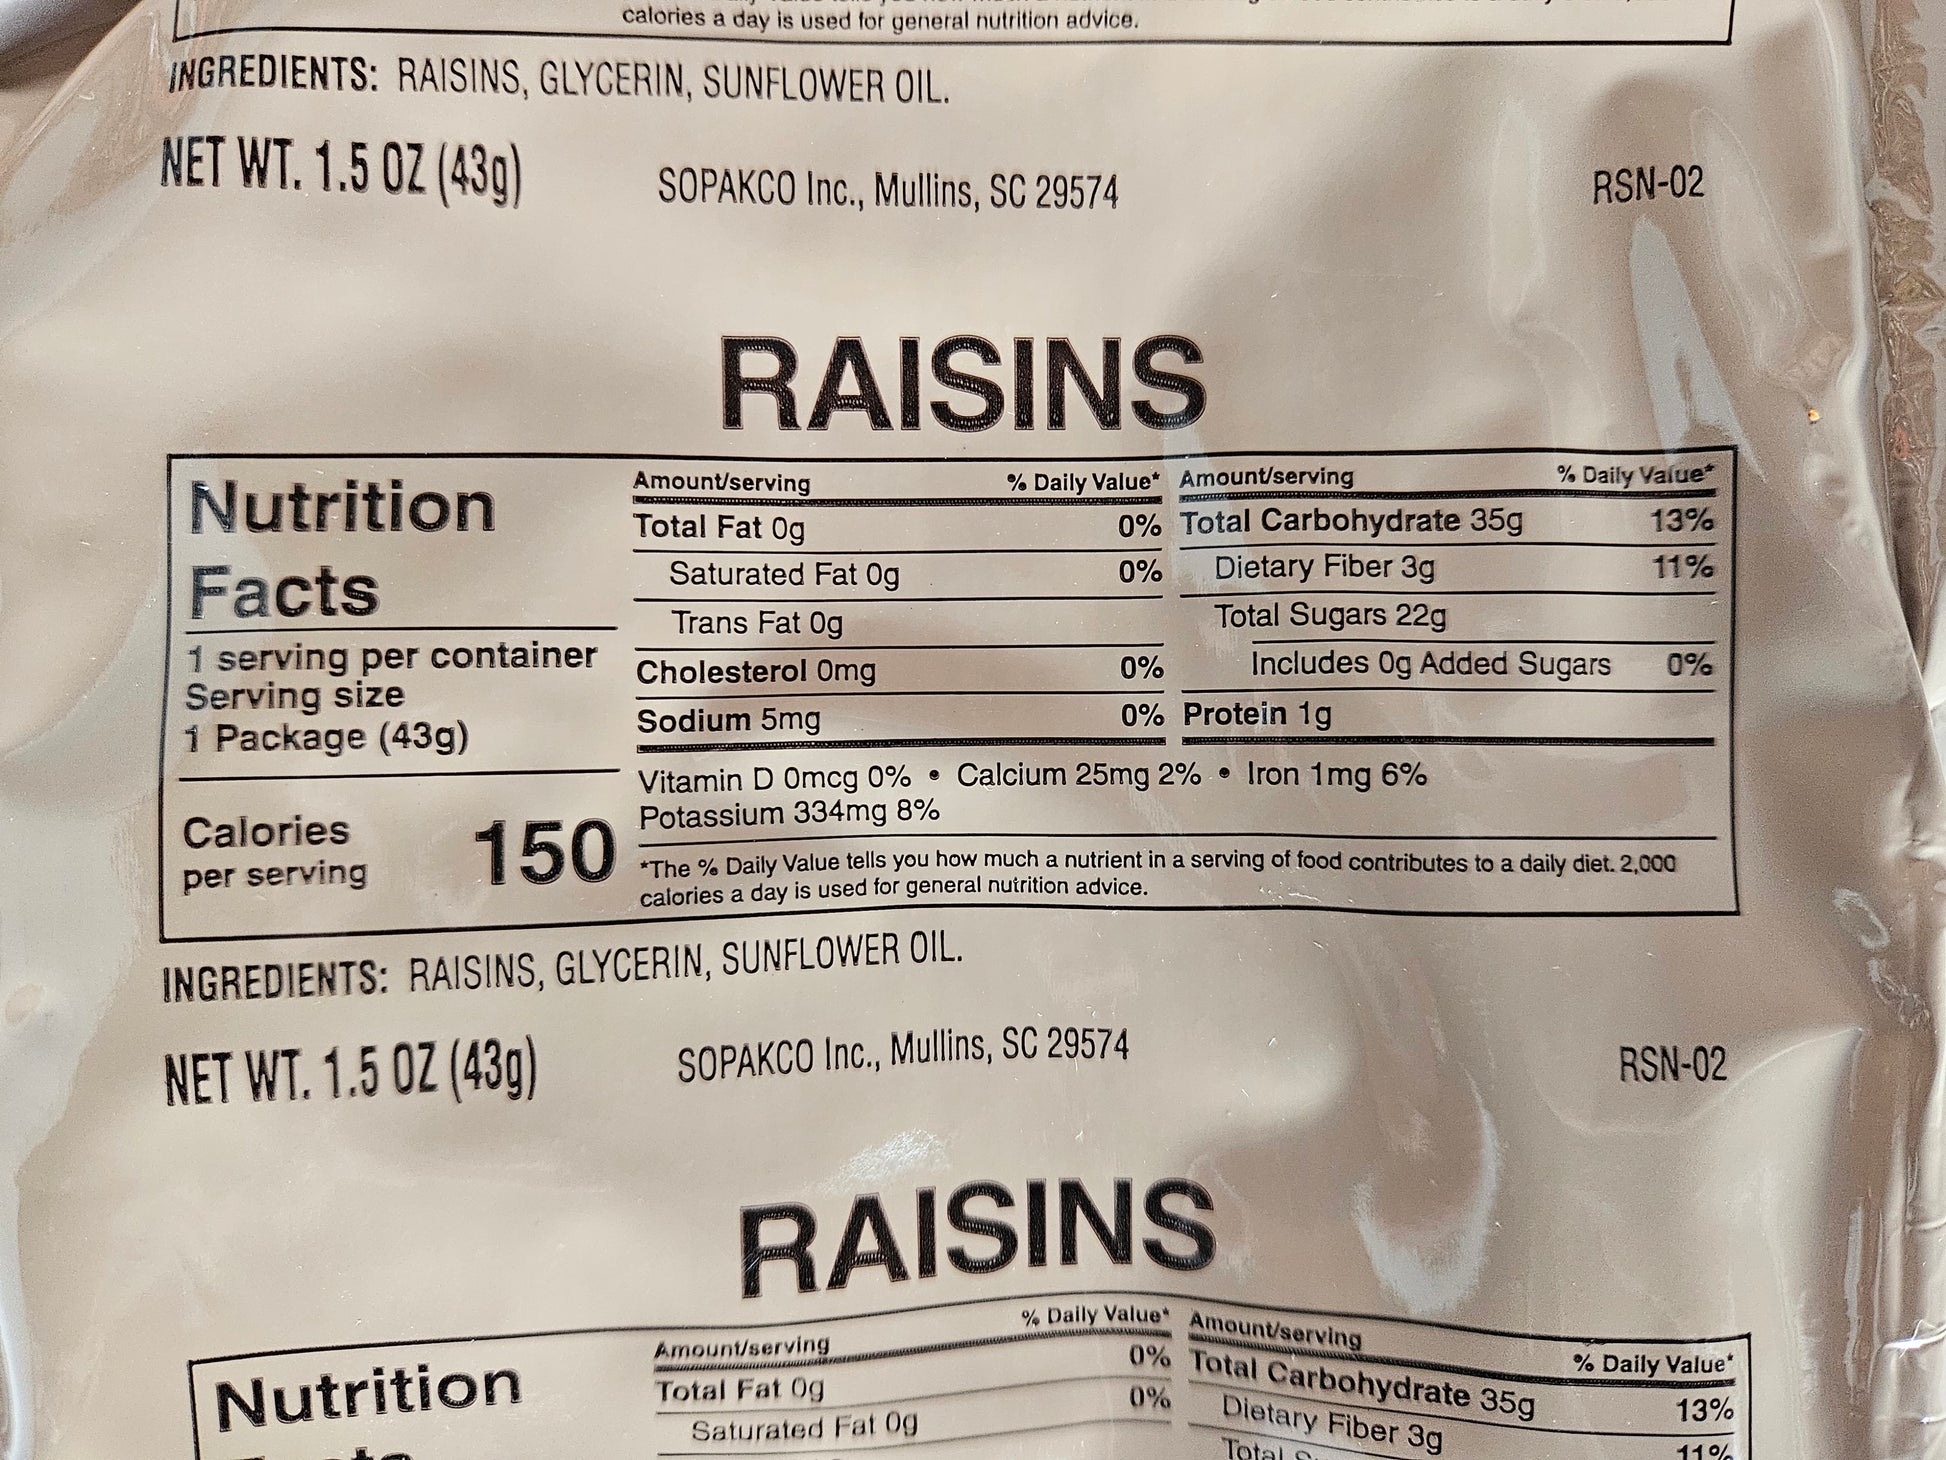 calories a day is used for general nutrition advice.
INGREDIENTS: RAISINS, GLYCERIN, SUNFLOWER OIL.
NET WT. 1.5 OZ (43g) SOPAKCO Inc., Mullins, SC 29574 RSN-02
RAISINS
Nutrition
Facts
1 serving per container
Serving size
1 Package (43g)
Calories
per serving
150
Amount/serving % Daily Value*
Total Fat 0g 0%
Saturated Fat 0g 0%
Trans Fat 0g
Cholesterol 0mg 0%
Sodium 5mg 0%
Amount/serving % Daily Value*
Total Carbohydrate 35g 13%
Dietary Fiber 3g 11%
Total Sugars 22g
Includes 0g Added Sugars 0%
Protein 1g
Vitamin D 0mcg 0% • Calcium 25mg 2% • Iron 1mg 6%
Potassium 334mg 8%
*The % Daily Value tells you how much a nutrient in a serving of food contributes to a daily diet. 2,000
calories a day is used for general nutrition advice.
INGREDIENTS: RAISINS, GLYCERIN, SUNFLOWER OIL.
NET WT. 1.5 OZ (43g) SOPAKCO Inc., Mullins, SC 29574 RSN-02
RAISINS
Nutrition
Amount/serving % Daily Value*
Total Fat 0g 0%
Saturated Fat 0g 0%
Amount/serving % Daily Value*
Total Carbohydrate 35g 13%
Dietary Fiber 3g 11%
Total